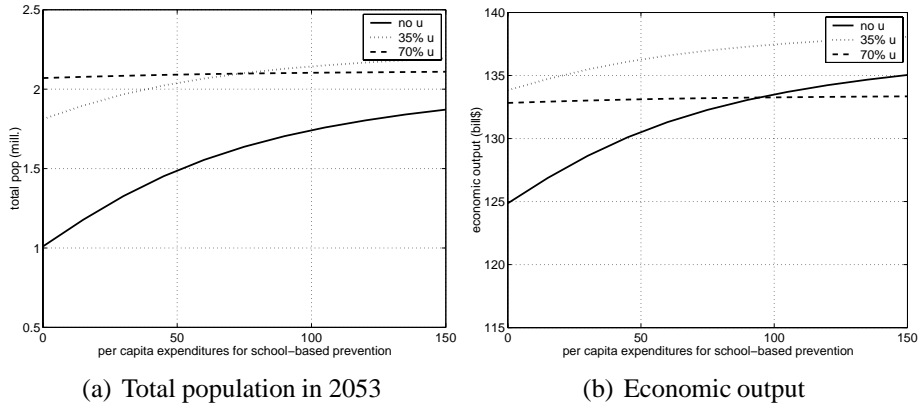 2.5
2
1.5
1
0.5
0
50
100
150
total pop (mill.)
per capita expenditures for school−based prevention
no u
35% u
70% u
(a) Total population in 2053
140
135
130
125
120
115
0
50
100
150
economic output (bill$)
per capita expenditures for school−based prevention
no u
35% u
70% u
(b) Economic output